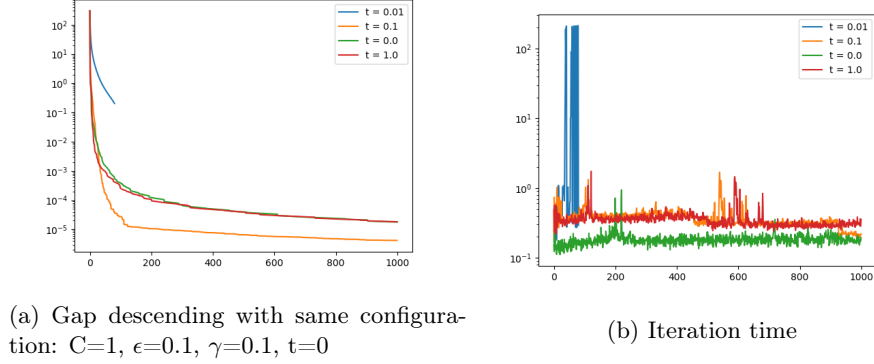 10²
10¹
10⁰
10⁻¹
10⁻²
10⁻³
10⁻⁴
10⁻⁵
0
200
400
600
800
1000
t = 0.01
t = 0.1
t = 0.0
t = 1.0
(a) Gap descending with same configura-
tion: C=1, ϵ=0.1, γ=0.1, t=0
10²
10¹
10⁰
10⁻¹
0
200
400
600
800
1000
t = 0.01
t = 0.1
t = 0.0
t = 1.0
(b) Iteration time